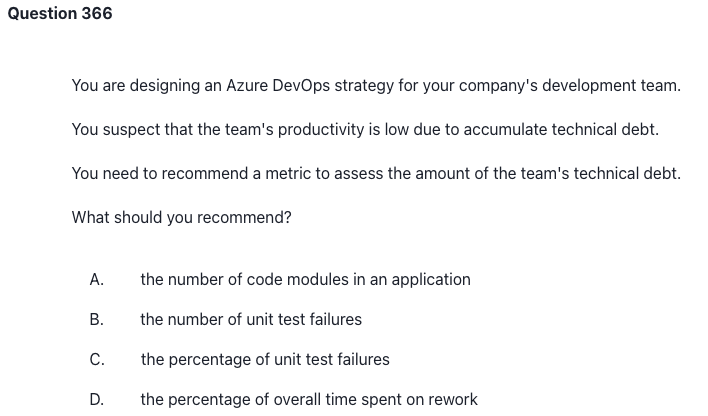 Question 366
You are designing an Azure DevOps strategy for your company's development team.
You suspect that the team's productivity is low due to accumulate technical debt.
You need to recommend a metric to assess the amount of the team's technical debt.
What should you recommend?
A. the number of code modules in an application
B. the number of unit test failures
C. the percentage of unit test failures
D. the percentage of overall time spent on rework